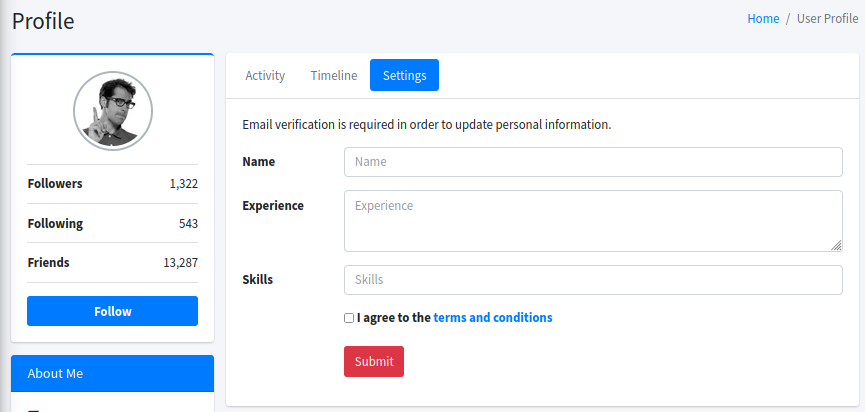 Profile
Home / User Profile
Followers 1,322
Following 543
Friends 13,287
Follow
About Me
Activity Timeline Settings
Email verification is required in order to update personal information.
Name Name
Experience Experience
Skills Skills
I agree to the terms and conditions
Submit